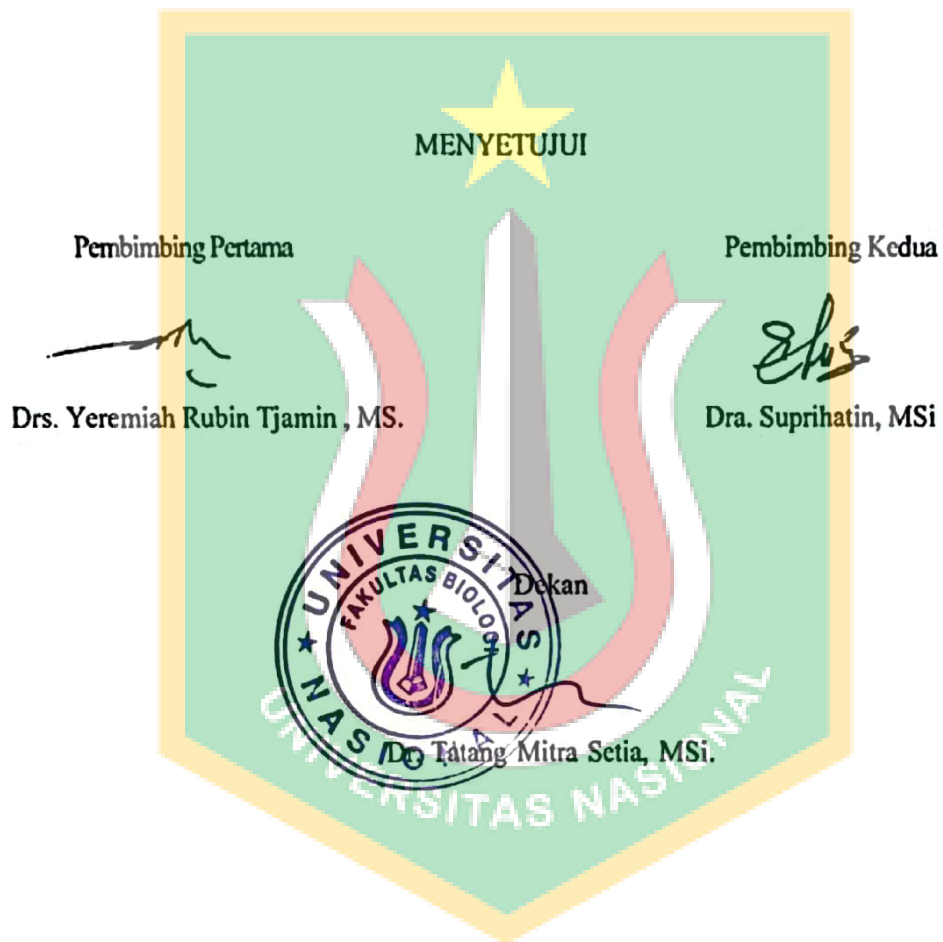 MENYETUJUI
Pembimbing Pertama
Pembimbing Kedua
Drs. Yeremiah Rubin Tjamin , MS.
Dra. Suprihatin, MSi
UNIVERSITAS
NASIONAL
FAKULTAS BIOLOGI
Dekan
Dr. Tatang Mitra Setia, MSi.
UNIVERSITAS NASIONAL